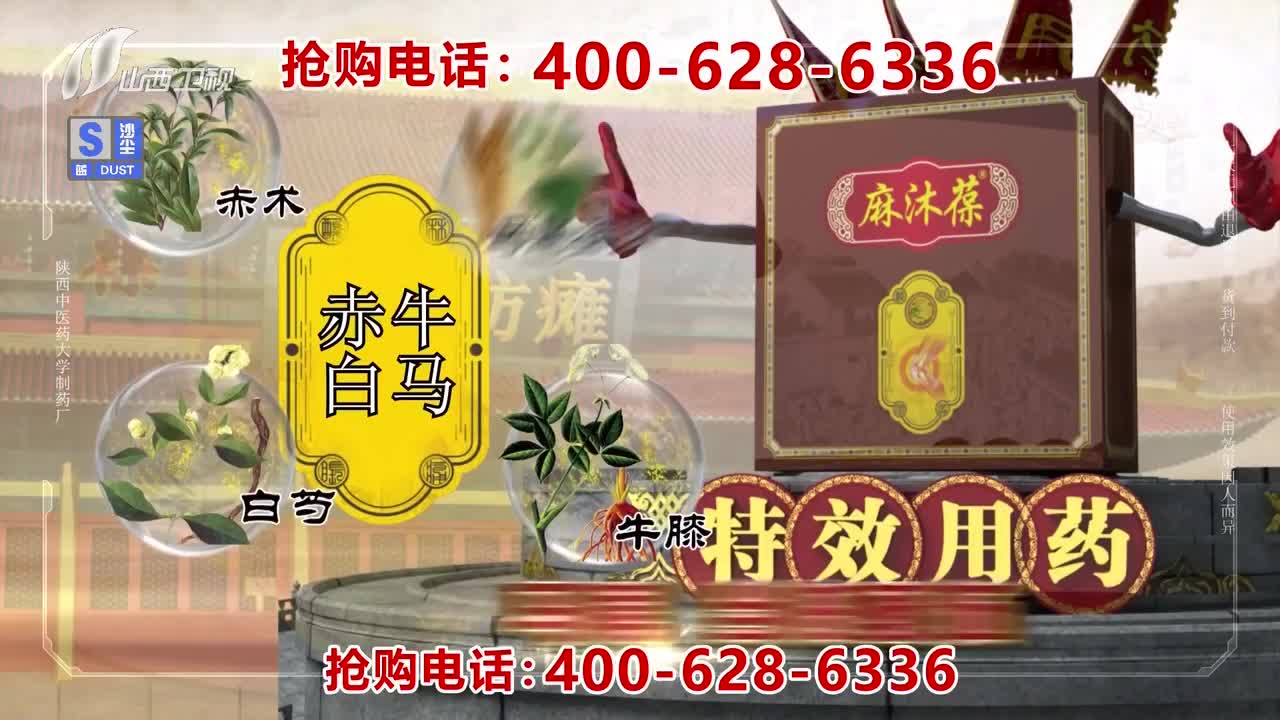 抢购电话：400-628-6336
山西卫视
S 沙尘
蓝 DUST
赤术
麻沐葆®
方瘫
赤牛
白马
陕西中医药大学制药厂
货到付款
使用效果因人而异
白芍
牛膝
特效用药
抢购电话：400-628-6336